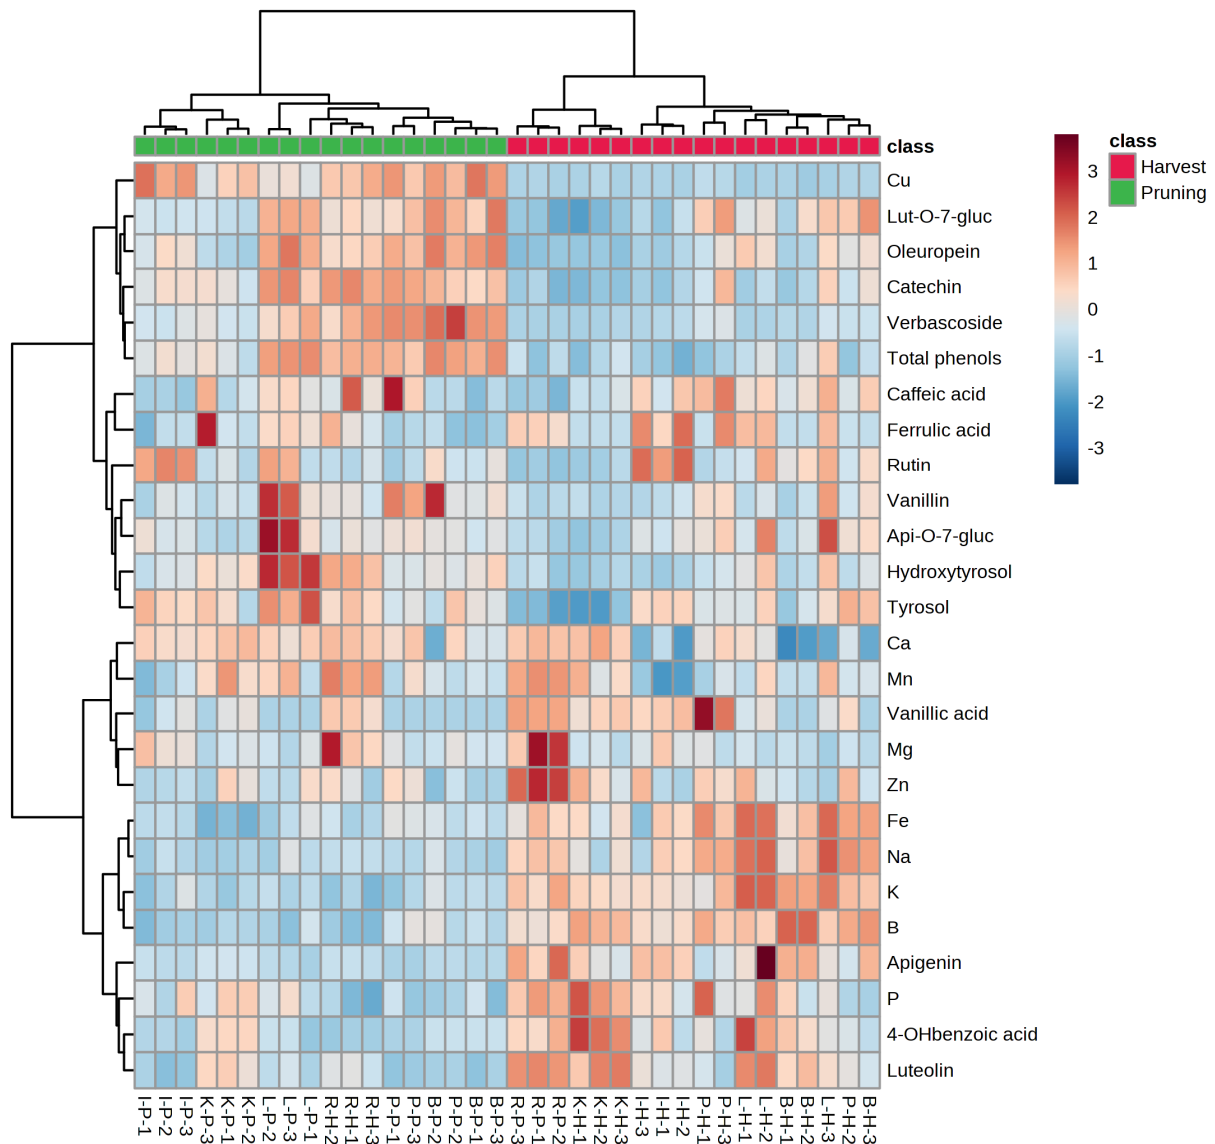 class
Cu
Lut-O-7-gluc
Oleuropein
Catechin
Verbascoside
Total phenols
Caffeic acid
Ferrulic acid
Rutin
Vanillin
Api-O-7-gluc
Hydroxytyrosol
Tyrosol
Ca
Mn
Vanillic acid
Mg
Zn
Fe
Na
K
B
Apigenin
P
4-OHbenzoic acid
Luteolin
I-P-1
I-P-2
I-P-3
K-P-3
K-P-1
K-P-2
L-P-2
L-P-3
L-P-1
R-H-2
R-H-1
R-H-3
P-P-1
P-P-3
B-P-2
P-P-2
B-P-1
B-P-3
R-P-3
R-P-1
R-P-2
K-H-1
K-H-2
K-H-3
I-H-3
I-H-1
I-H-2
P-H-1
P-H-3
L-H-1
L-H-2
B-H-1
B-H-2
L-H-3
P-H-2
B-H-3
3
2
1
0
-1
-2
-3
class
Harvest
Pruning